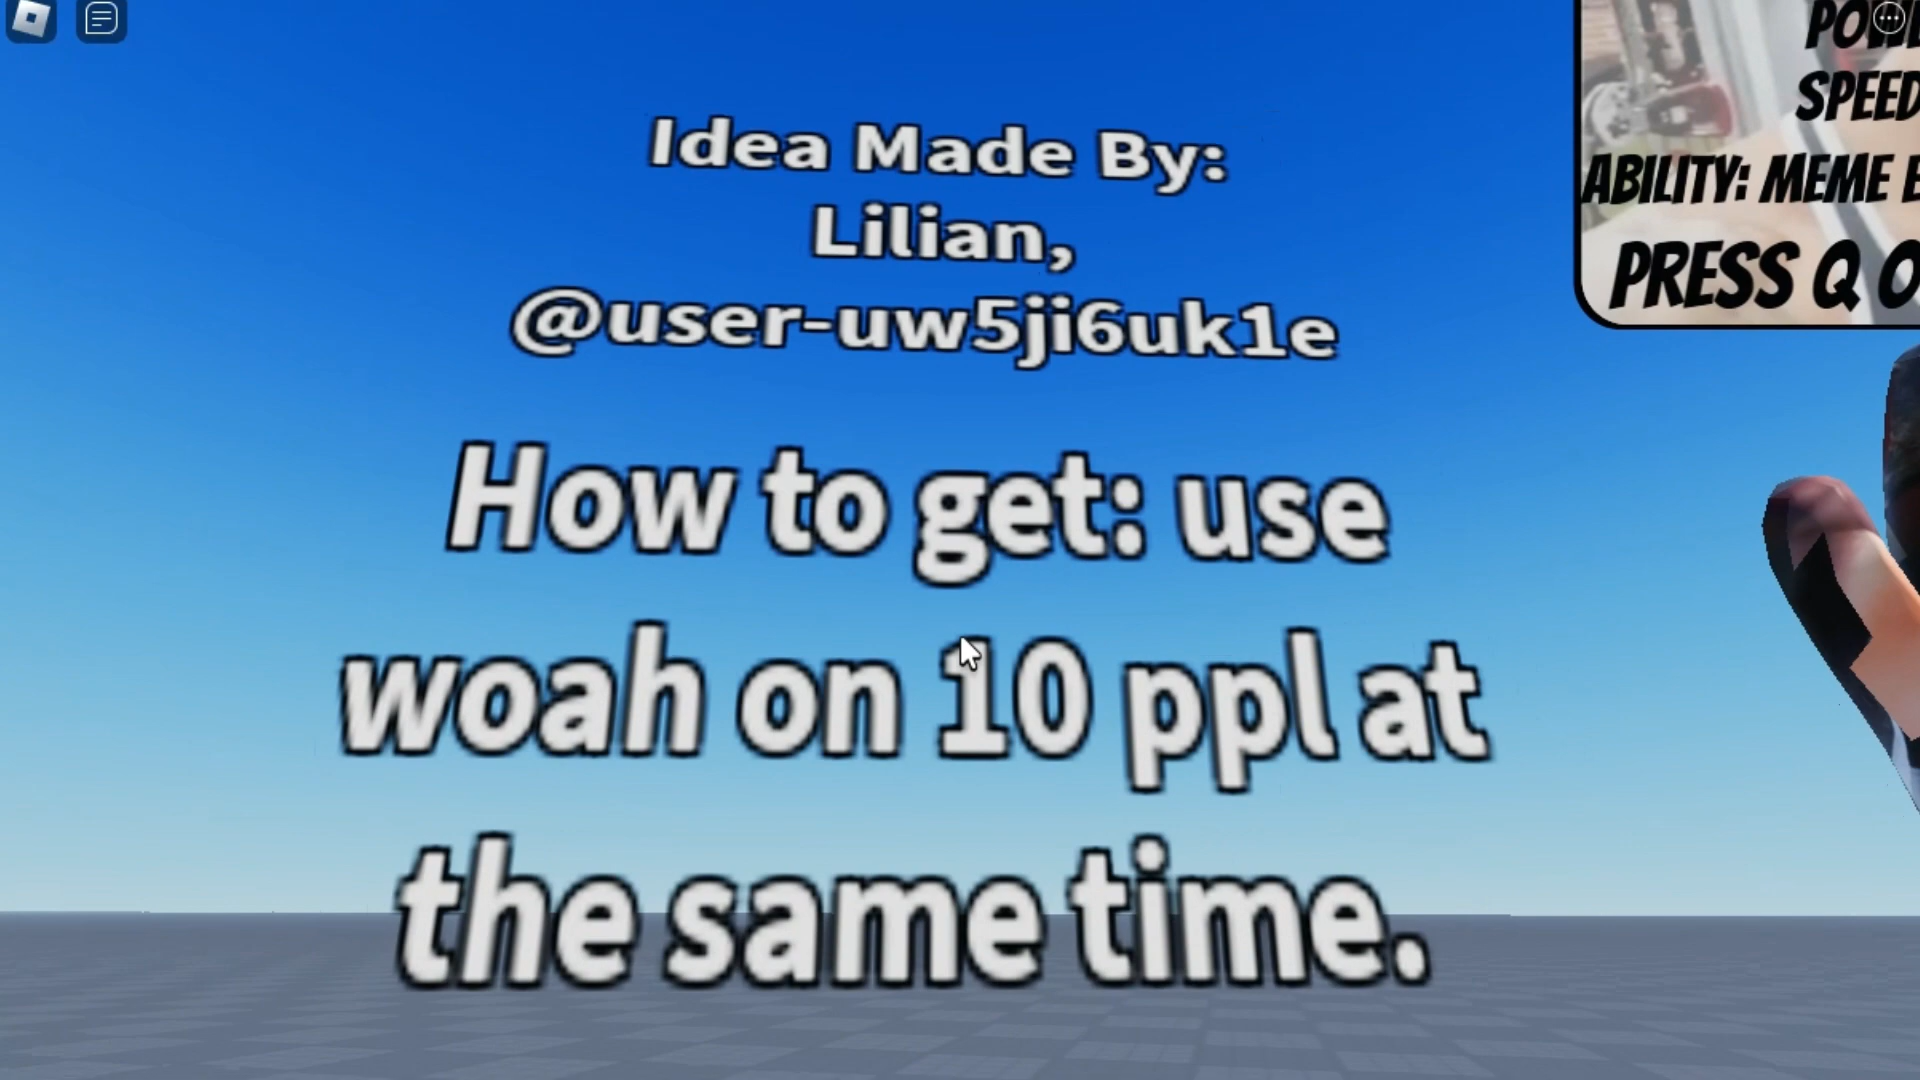 Idea Made By:
Lilian,
@user-uw5ji6uk1e
How to get: use
woah on 10 ppl at
the same time.
SPEED
ABILITY: MEME
PRESS Q